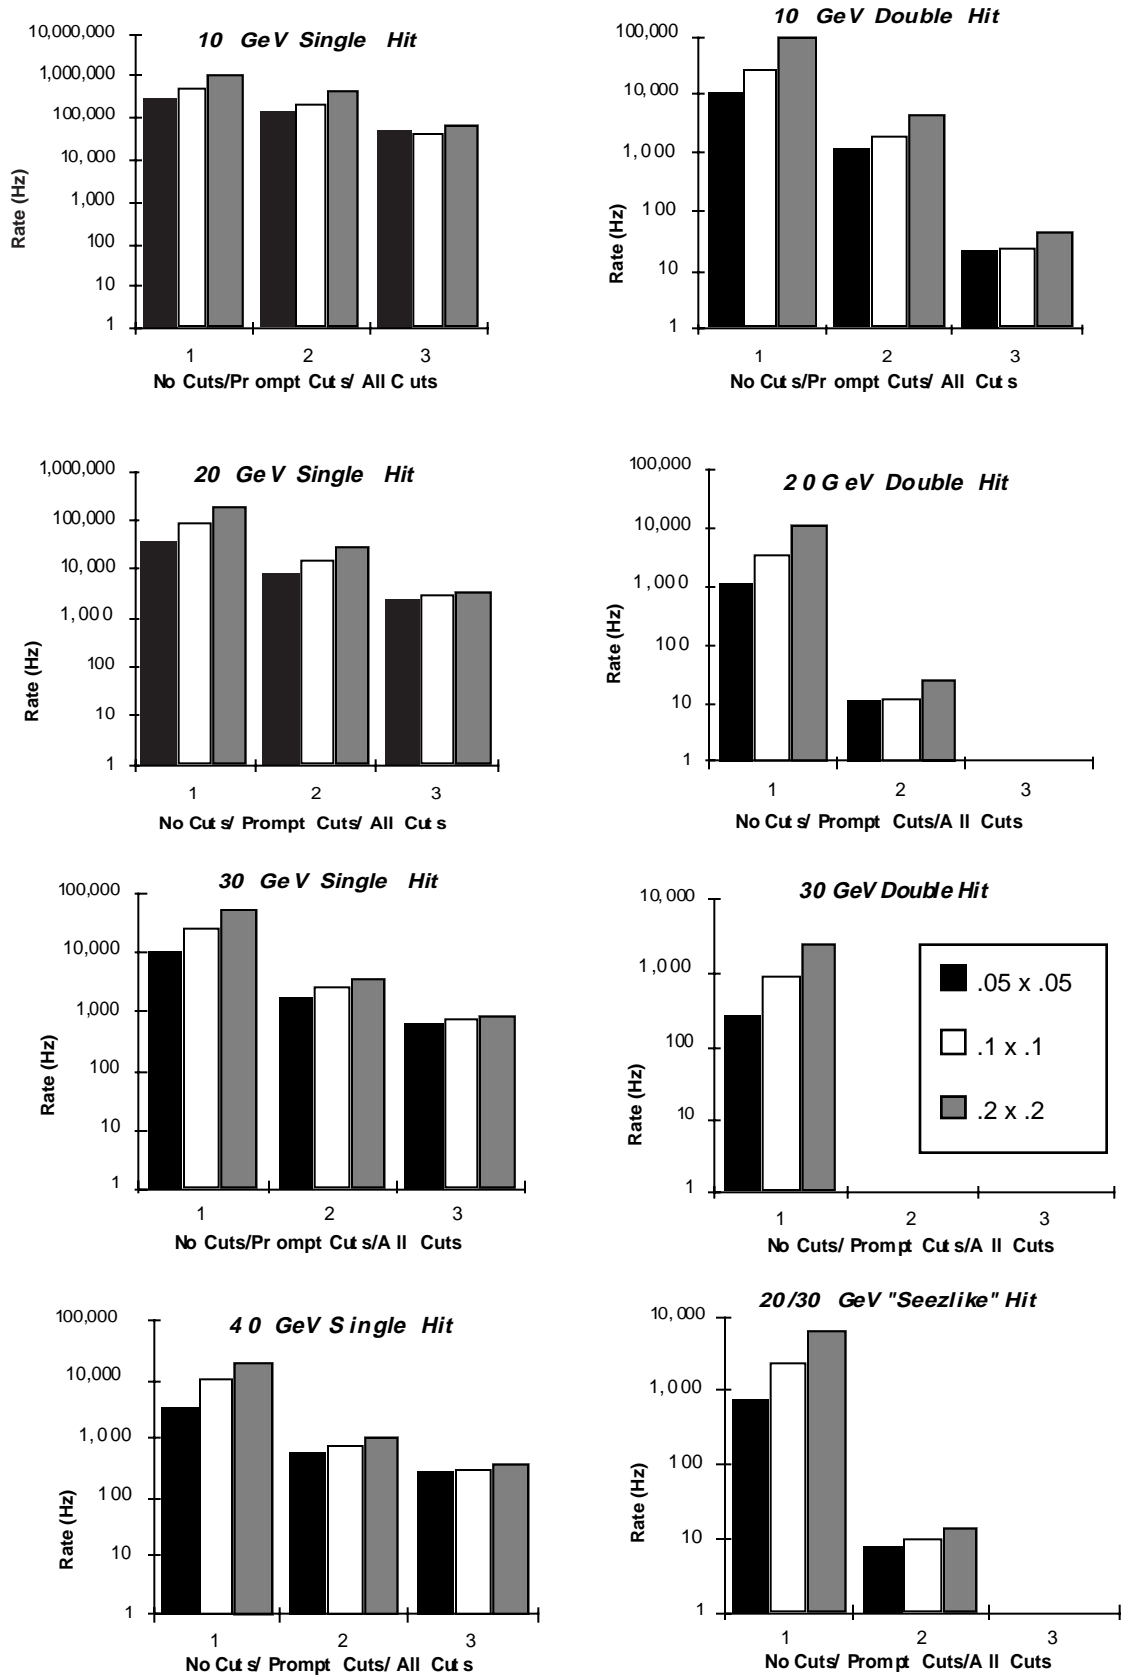 10 GeV Single Hit
10,000,000
1,000,000
100,000
10,000
1,000
100
10
1
Rate (Hz)
1 2 3
No Cuts/Prompt Cuts/ All Cuts
10 GeV Double Hit
100,000
10,000
1,000
100
10
1
Rate (Hz)
1 2 3
No Cuts/Prompt Cuts/ All Cuts
20 GeV Single Hit
1,000,000
100,000
10,000
1,000
100
10
1
Rate (Hz)
1 2 3
No Cuts/ Prompt Cuts/ All Cuts
20 GeV Double Hit
100,000
10,000
1,000
100
10
1
Rate (Hz)
1 2 3
No Cuts/ Prompt Cuts/All Cuts
30 GeV Single Hit
100,000
10,000
1,000
100
10
1
Rate (Hz)
1 2 3
No Cuts/Prompt Cuts/All Cuts
30 GeV Double Hit
10,000
1,000
100
10
1
Rate (Hz)
.05 x .05
.1 x .1
.2 x .2
1 2 3
No Cuts/ Prompt Cuts/All Cuts
40 GeV Single Hit
100,000
10,000
1,000
100
10
1
Rate (Hz)
1 2 3
No Cuts/ Prompt Cuts/ All Cuts
20/30 GeV "Seezlike" Hit
10,000
1,000
100
10
1
Rate (Hz)
1 2 3
No Cuts/ Prompt Cuts/All Cuts